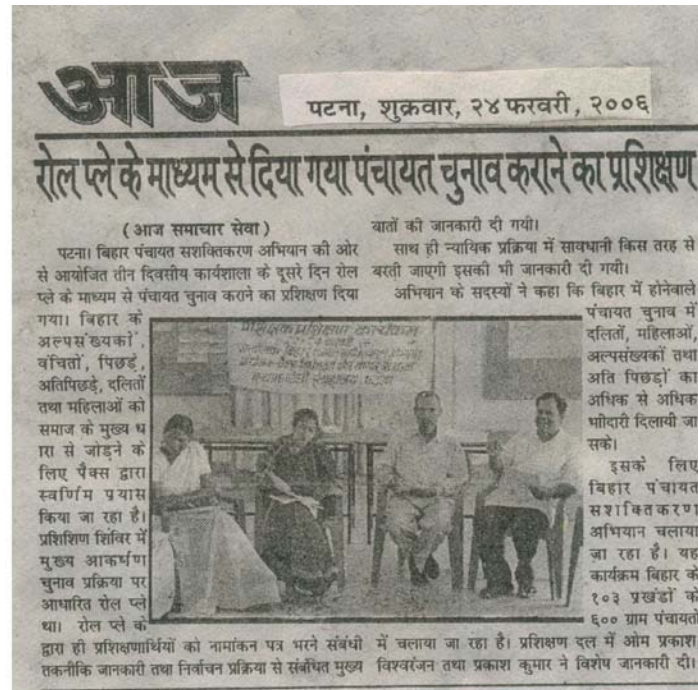 आज
पटना, शुक्रवार, २४ फरवरी, २००६
रोल प्ले के माध्यम से दिया गया पंचायत चुनाव कराने का प्रशिक्षण
(आज समाचार सेवा)
पटना। बिहार पंचायत सशक्तिकरण अभियान की ओर
से आयोजित तीन दिवसीय कार्यशाला के दूसरे दिन रोल
प्ले के माध्यम से पंचायत चुनाव कराने का प्रशिक्षण दिया
गया। बिहार के
अल्पसंख्यकों,
वंचितों, पिछड़े,
अतिपिछड़े, दलितों
तथा महिलाओं को
समाज के मुख्य ध
ारा से जोड़ने के
लिए पैक्स द्वारा
स्वर्णिम प्रयास
किया जा रहा है।
प्रशिशिण शिविर में
मुख्य आकर्षण
चुनाव प्रक्रिया पर
आधारित रोल प्ले
था। रोल प्ले के
द्वारा ही प्रशिक्षणार्थियों को नामांकन पत्र भरने संबंधी
तकनीकि जानकारी तथा निर्वाचन प्रक्रिया से संबंधित मुख्य
बातों की जानकारी दी गयी।
साथ ही न्यायिक प्रक्रिया में सावधानी किस तरह से
बरती जाएगी इसकी भी जानकारी दी गयी।
अभियान के सदस्यों ने कहा कि बिहार में होनेवाले
पंचायत चुनाव में
दलितों, महिलाओं,
अल्पसंख्यकों तथा
अति पिछड़ों का
अधिक से अधिक
भाीदारी दिलायी जा
सके।
इसके लिए
बिहार पंचायत
सशक्तिकरण
अभियान चलाया
जा रहा है। यह
कार्यक्रम बिहार के
१०३ प्रखंडों के
६०० ग्राम पंचायतों
में चलाया जा रहा है। प्रशिक्षण दल में ओम प्रकाश
विश्वरंजन तथा प्रकाश कुमार ने विशेष जानकारी दी।
प्रशिक्षक प्रशिक्षण कार्यक्रम